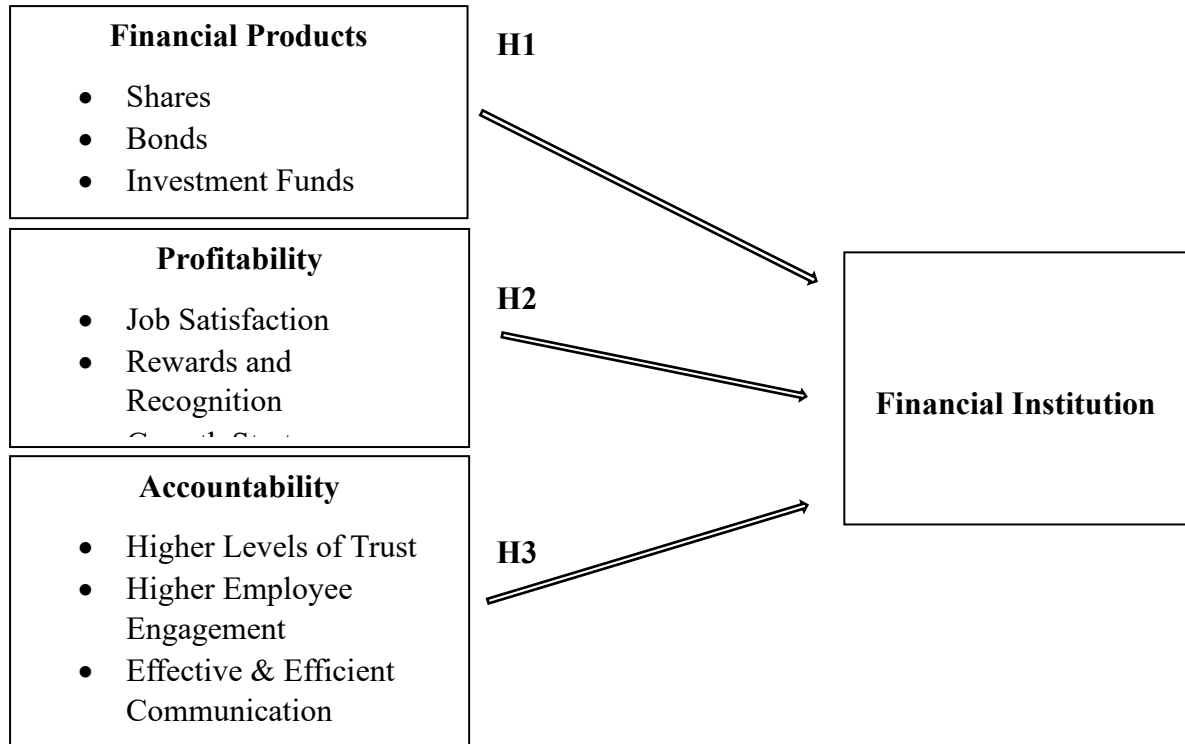 Financial Products
• Shares
• Bonds
• Investment Funds
H1
Profitability
• Job Satisfaction
• Rewards and
Recognition
H2
Accountability
• Higher Levels of Trust
• Higher Employee
Engagement
• Effective & Efficient
Communication
H3
Financial Institution